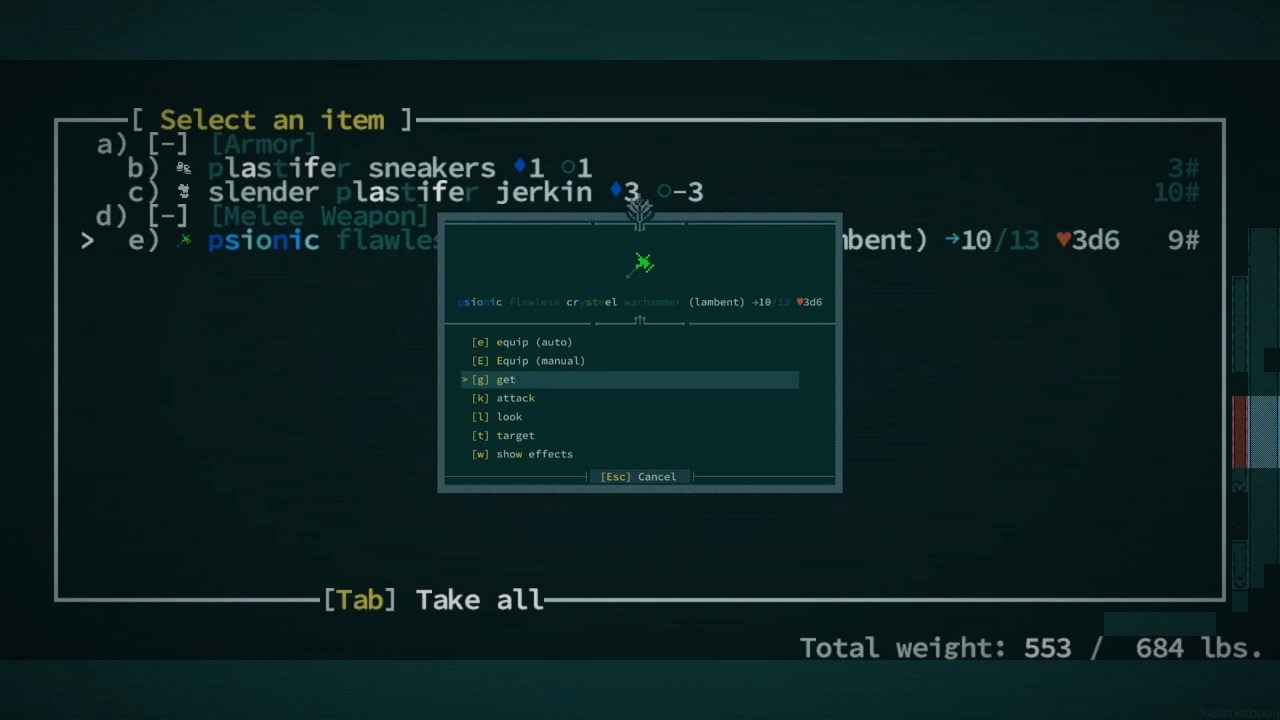 [ Select an item ]
a) [-] [Armor]
b) plastifer sneakers ♦1 ○1 3#
c) slender plastifer jerkin ♦3 ○-3 10#
d) [-] [Melee Weapon]
> e) psionic flawles mbent) →10/13 ♥3d6 9#
psionic flawless crysteel warhammer (lambent) →10/13 ♥3d6
[e] equip (auto)
[E] Equip (manual)
> [g] get
[k] attack
[l] look
[t] target
[w] show effects
[Esc] Cancel
[Tab] Take all
Total weight: 553 / 684 lbs.